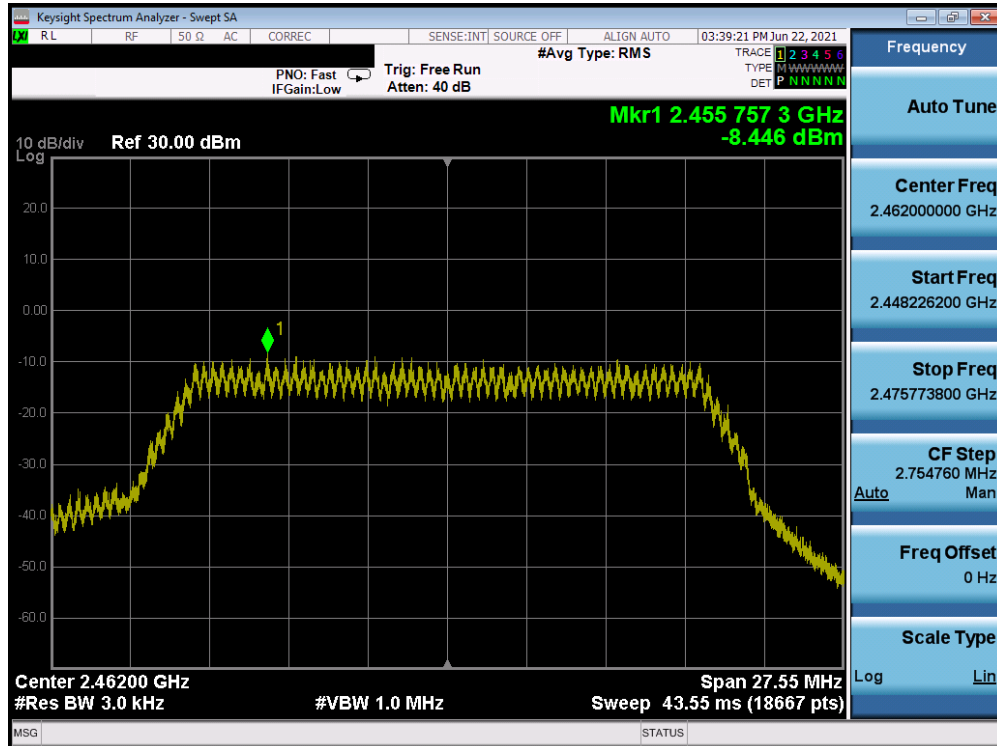 Keysight Spectrum Analyzer - Swept SA
LXI RL RF 50 Ω AC CORREC SENSE:INT SOURCE OFF ALIGN AUTO 03:39:21 PM Jun 22, 2021
#Avg Type: RMS
PNO: Fast
IFGain:Low
Trig: Free Run
Atten: 40 dB
TRACE 1 2 3 4 5 6
TYPE M WWWWW
DET P N N N N N
Mkr1 2.455 757 3 GHz
-8.446 dBm
10 dB/div Ref 30.00 dBm
Log
20.0
10.0
0.00
1
-10.0
-20.0
-30.0
-40.0
-50.0
-60.0
Center 2.46200 GHz Span 27.55 MHz
#Res BW 3.0 kHz #VBW 1.0 MHz Sweep 43.55 ms (18667 pts)
MSG STATUS
Frequency
Auto Tune
Center Freq
2.462000000 GHz
Start Freq
2.448226200 GHz
Stop Freq
2.475773800 GHz
CF Step
2.754760 MHz
Auto Man
Freq Offset
0 Hz
Scale Type
Log Lin